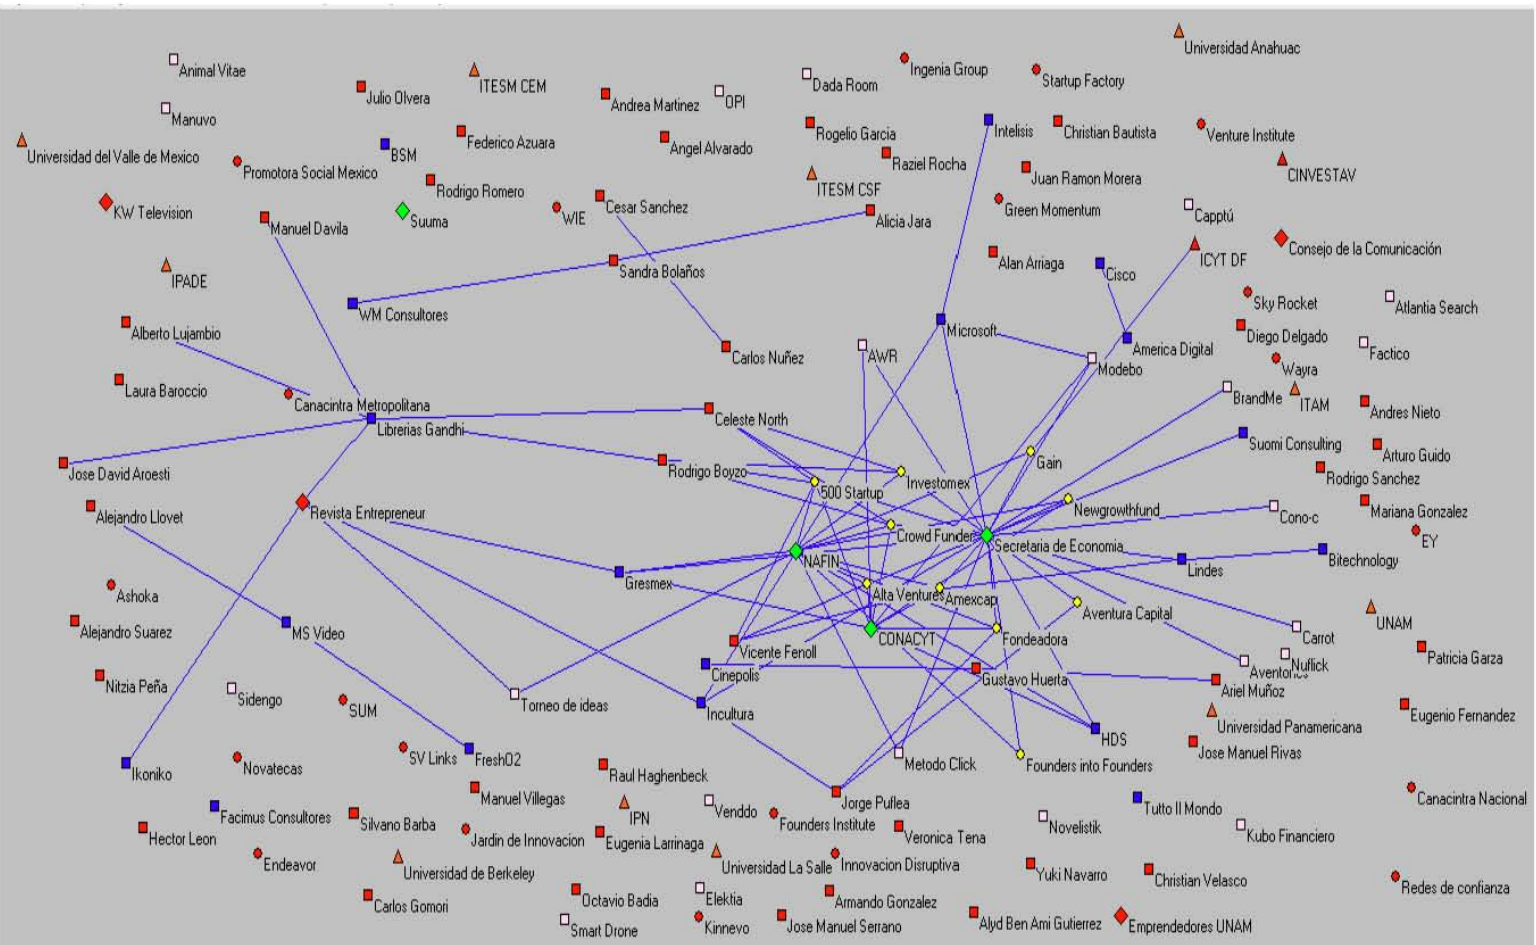 Universidad Anahuac
Animal Vitae
ITESM CEM
Ingenia Group
Startup Factory
Dada Room
Julio Olvera
Andrea Martinez
OPI
Manuvo
Rogelio Garcia
Intelisis
Christian Bautista
Venture Institute
Federico Azuara
Angel Alvarado
BSM
Universidad del Valle de Mexico
Raziel Rocha
Promotora Social Mexico
CINVESTAV
Juan Ramon Morera
Rodrigo Romero
ITESM CSF
KW Television
Manuel Davila
Suuma
WIE
Cesar Sanchez
Alicia Jara
Green Momentum
Capptú
Consejo de la Comunicación
Alan Arriaga
ICYT DF
Cisco
Sandra Bolaños
IPADE
Sky Rocket
Atlantia Search
WM Consultores
Alberto Lujambio
Microsoft
Diego Delgado
America Digital
Carlos Nuñez
AWR
Modebo
Factico
Wayra
Laura Baroccio
BrandMe
ITAM
Canacintra Metropolitana
Andres Nieto
Celeste North
Librerias Gandhi
Suomi Consulting
Arturo Guido
Gain
Jose David Aroesti
Rodrigo Boyzo
Rodrigo Sanchez
Investomex
500 Startup
Alejandro Llovet
Revista Entrepreneur
Newgrowthfund
Cono-c
Mariana Gonzalez
Crowd Funder
Secretaria de Economia
EY
NAFIN
Bitechnology
Lindes
Gresmex
Ashoka
Alta Ventures
Amexcap
Aventura Capital
UNAM
Alejandro Suarez
MS Video
CONACYT
Fondeadora
Carrot
Vicente Fenoll
Nuflick
Patricia Garza
Cinepolis
Gustavo Huerta
Nitzia Peña
Ariel Muñoz
Sidengo
SUM
Torneo de ideas
Incultura
Universidad Panamericana
Eugenio Fernandez
HDS
Jose Manuel Rivas
SV Links
FreshO2
Metodo Click
Founders into Founders
Ikoniko
Novatecas
Raul Haghenbeck
Manuel Villegas
Jorge Puflea
Canacintra Nacional
Facimus Consultores
Silvano Barba
IPN
Venddo
Founders Institute
Tutto Il Mondo
Hector Leon
Jardin de Innovacion
Eugenia Larrinaga
Veronica Tena
Novelistik
Kubo Financiero
Endeavor
Universidad de Berkeley
Universidad La Salle
Innovacion Disruptiva
Yuki Navarro
Christian Velasco
Redes de confianza
Carlos Gomori
Octavio Badia
Elektia
Armando Gonzalez
Smart Drone
Kinnevo
Jose Manuel Serrano
Alyd Ben Ami Gutierrez
Emprendedores UNAM